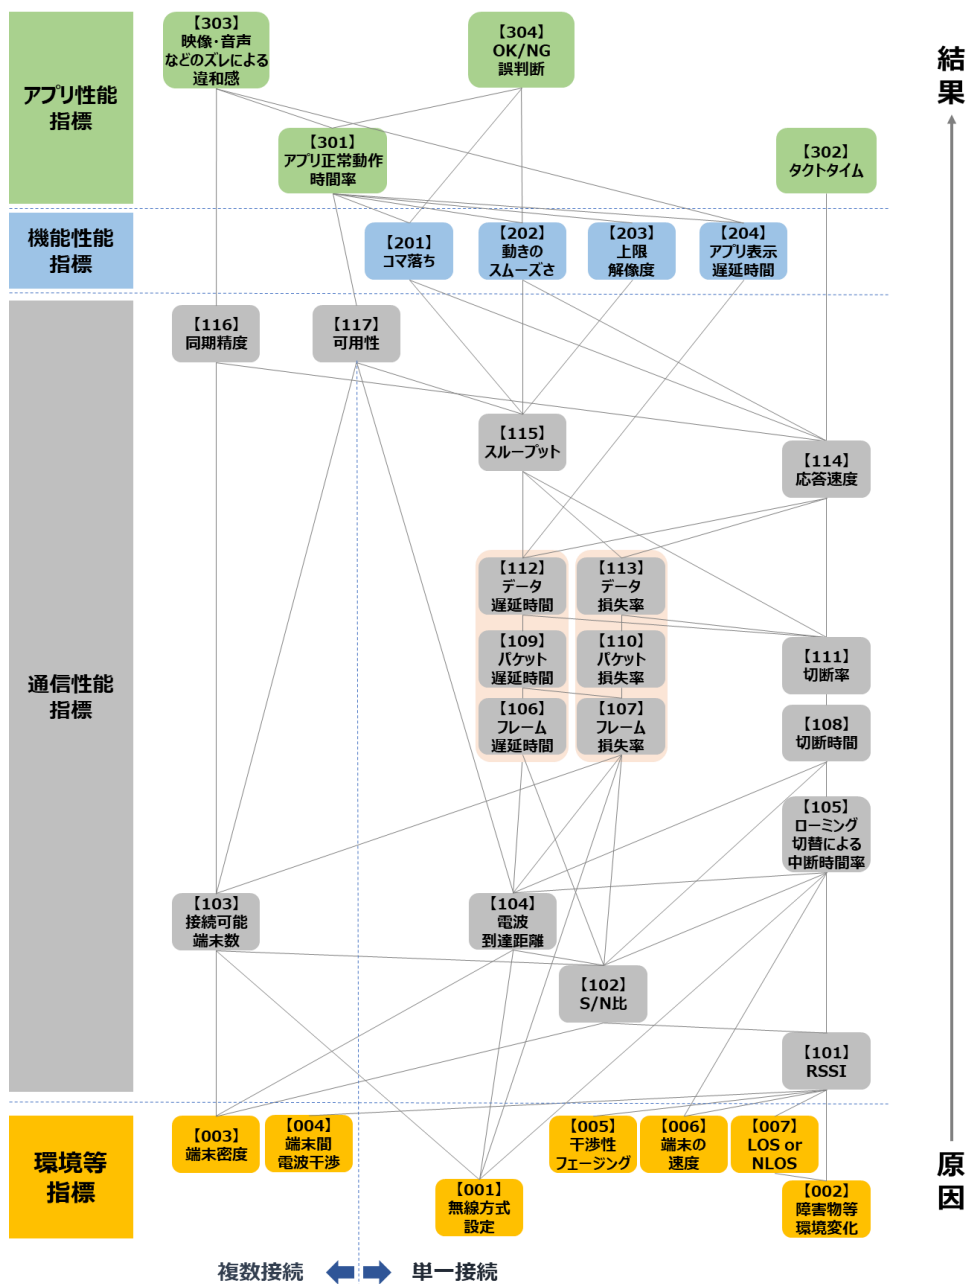 アプリ性能
指標
【303】
映像・音声
などのズレによる
違和感
【304】
OK/NG
誤判断
【301】
アプリ正常動作
時間率
【302】
タクトタイム
結
果
機能性能
指標
【201】
コマ落ち
【202】
動きの
スムーズさ
【203】
上限
解像度
【204】
アプリ表示
遅延時間
通信性能
指標
【116】
同期精度
【117】
可用性
【115】
スループット
【114】
応答速度
【112】
データ
遅延時間
【113】
データ
損失率
【109】
パケット
遅延時間
【110】
パケット
損失率
【111】
切断率
【106】
フレーム
遅延時間
【107】
フレーム
損失率
【108】
切断時間
【105】
ローミング
切替による
中断時間率
【103】
接続可能
端末数
【104】
電波
到達距離
【102】
S/N比
【101】
RSSI
環境等
指標
【003】
端末密度
【004】
端末間
電波干渉
【005】
干渉性
フェージング
【006】
端末の
速度
【007】
LOS or
NLOS
【001】
無線方式
設定
【002】
障害物等
環境変化
原
因
複数接続
単一接続